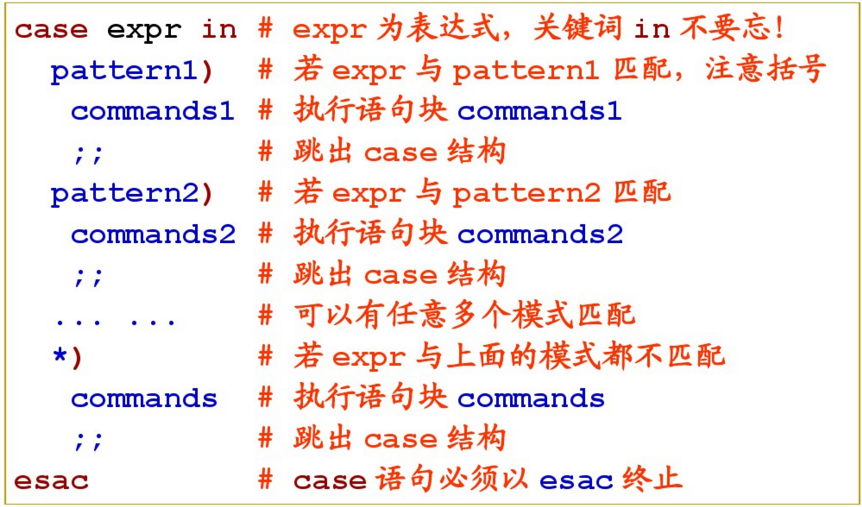 case expr in # expr 为表达式，关键词 in 不要忘！
pattern1) # 若 expr 与 pattern1 匹配，注意括号
commands1 # 执行语句块 commands1
;; # 跳出 case 结构
pattern2) # 若 expr 与 pattern2 匹配
commands2 # 执行语句块 commands2
;; # 跳出 case 结构
... ... # 可以有任意多个模式匹配
*) # 若 expr 与上面的模式都不匹配
commands # 执行语句块 commands
;; # 跳出 case 结构
esac # case 语句必须以 esac 终止